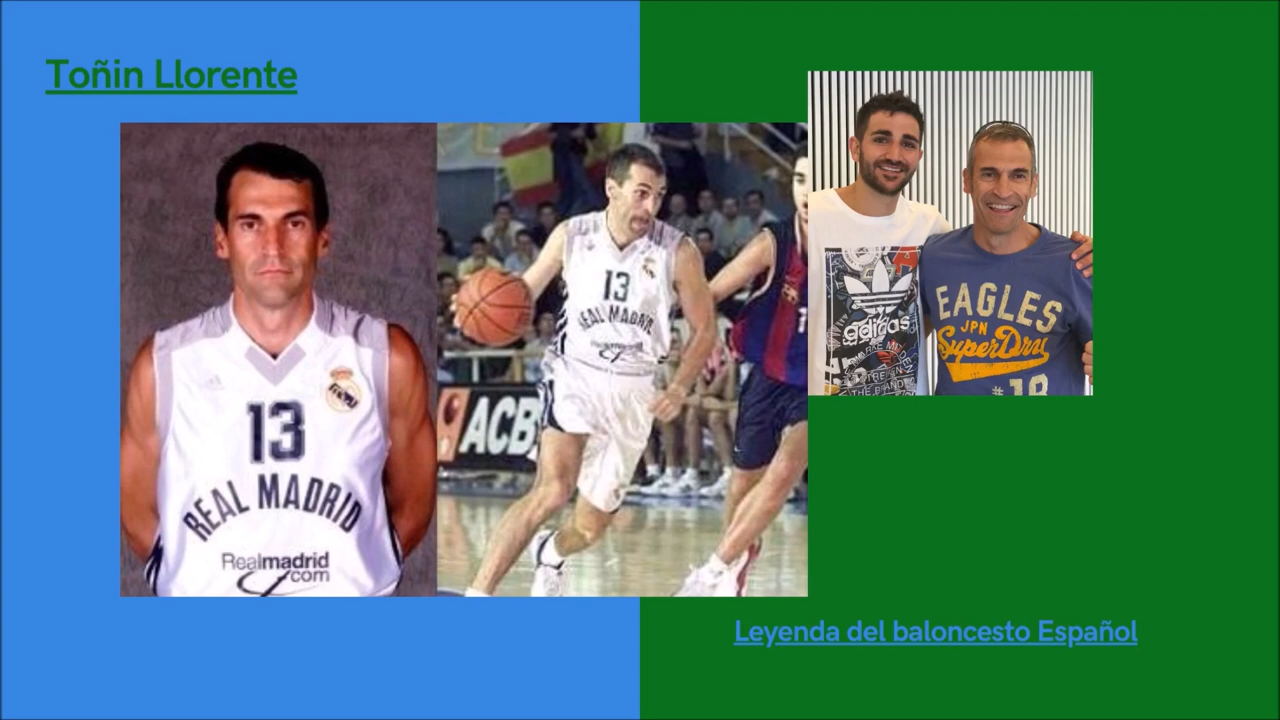 Toñin Llorente
13
REAL MADRID
Realmadrid
.com
13
REAL MADRID
ACB
adidas
EAGLES
JPN
SuperDry
#18
Leyenda del baloncesto Español